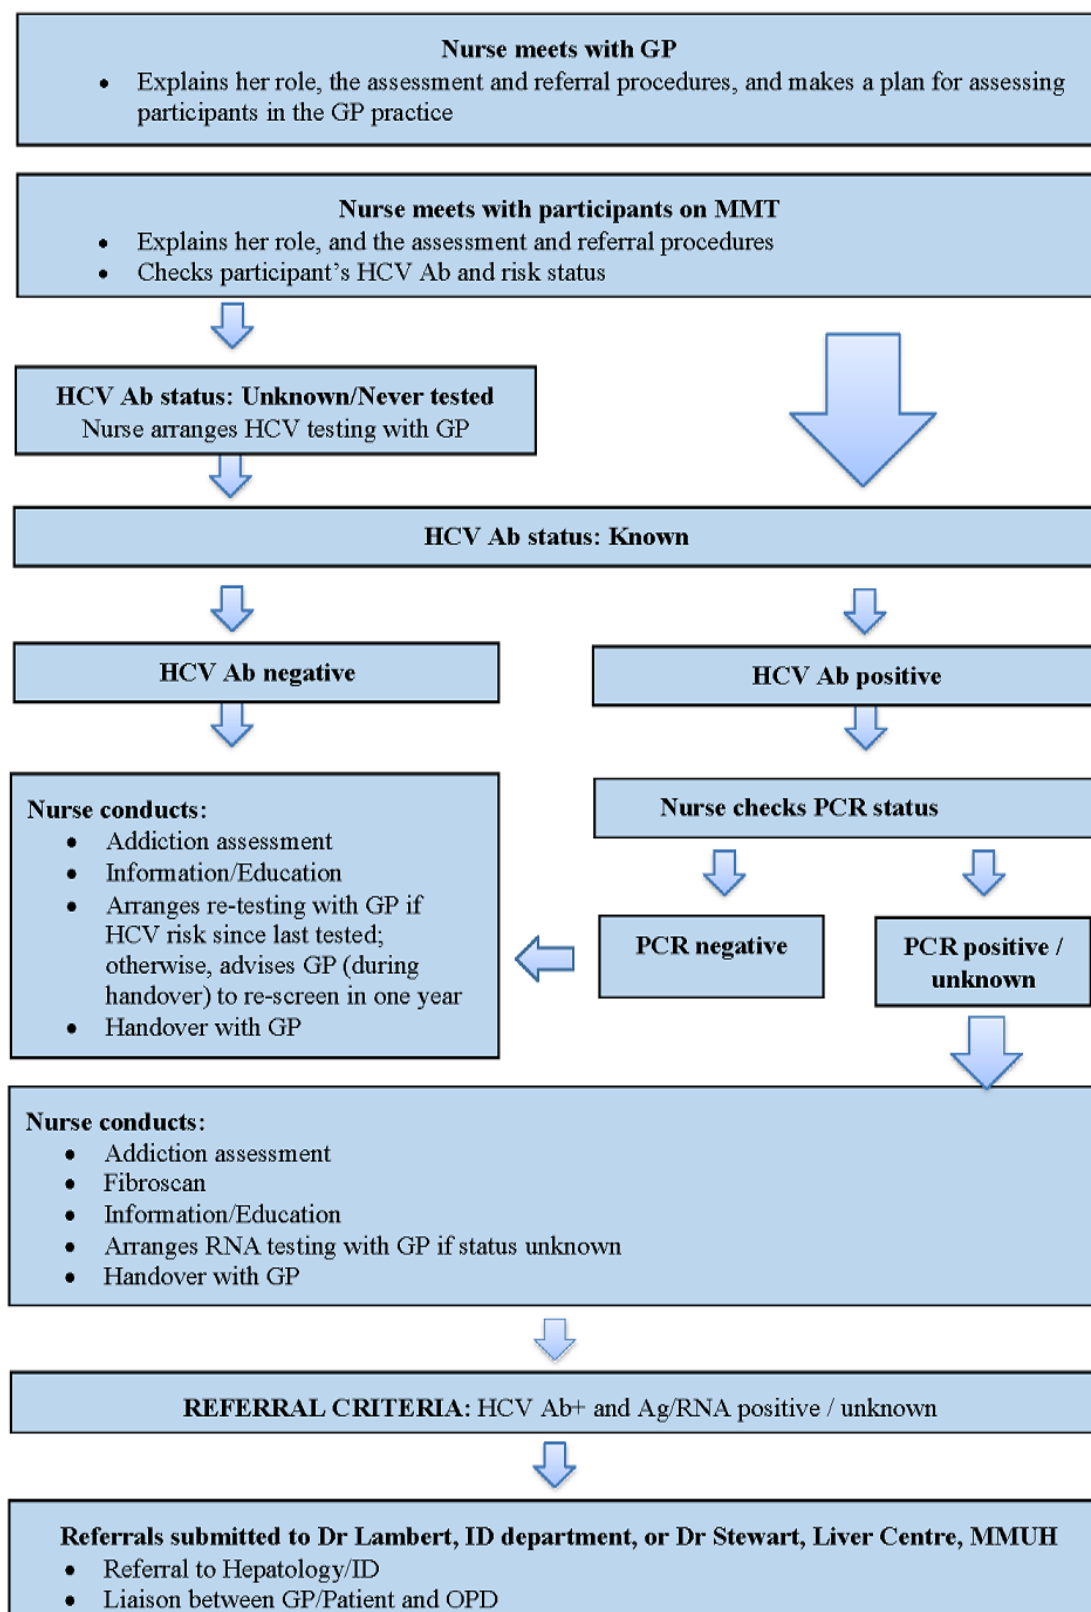 Nurse meets with GP
• Explains her role, the assessment and referral procedures, and makes a plan for assessing
participants in the GP practice
Nurse meets with participants on MMT
• Explains her role, and the assessment and referral procedures
• Checks participant’s HCV Ab and risk status
HCV Ab status: Unknown/Never tested
Nurse arranges HCV testing with GP
HCV Ab status: Known
HCV Ab negative
HCV Ab positive
Nurse conducts:
• Addiction assessment
• Information/Education
• Arranges re-testing with GP if
HCV risk since last tested;
otherwise, advises GP (during
handover) to re-screen in one year
• Handover with GP
Nurse checks PCR status
PCR negative
PCR positive /
unknown
Nurse conducts:
• Addiction assessment
• Fibroscan
• Information/Education
• Arranges RNA testing with GP if status unknown
• Handover with GP
REFERRAL CRITERIA: HCV Ab+ and Ag/RNA positive / unknown
Referrals submitted to Dr Lambert, ID department, or Dr Stewart, Liver Centre, MMUH
• Referral to Hepatology/ID
• Liaison between GP/Patient and OPD